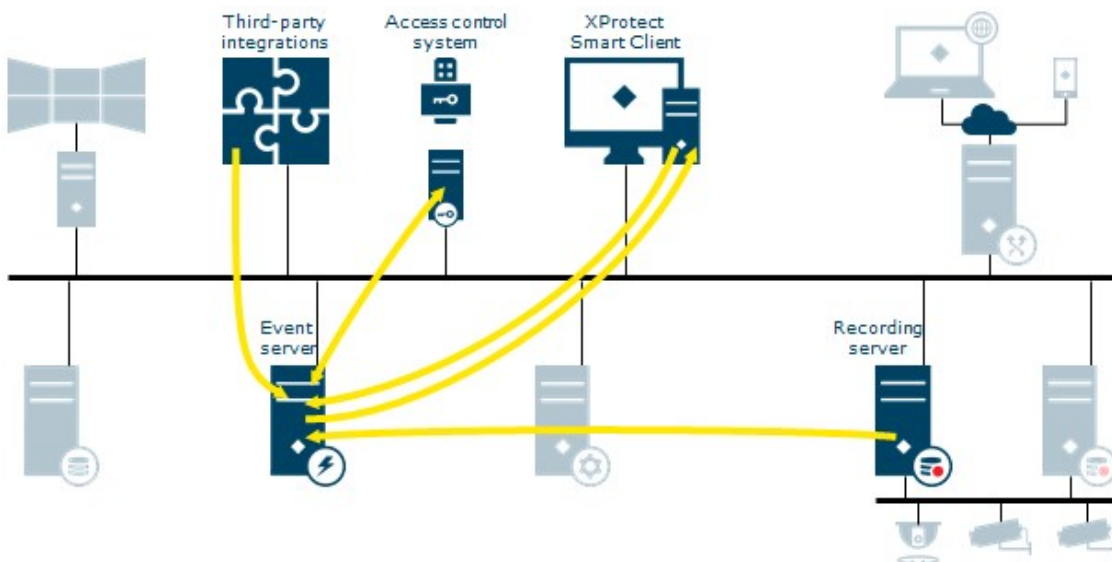 Third-party
integrations
Access control
system
XProtect
Smart Client
Event
server
Recording
server